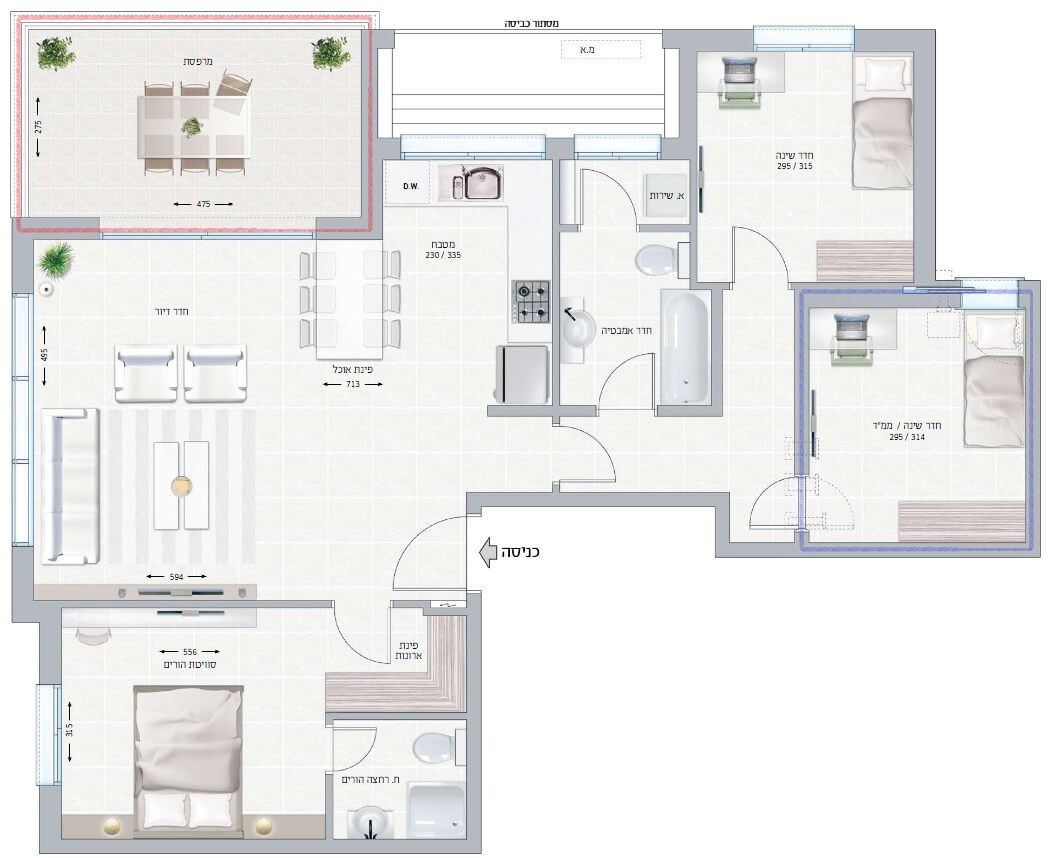 מסתור כביסה
מ.א
מרפסת
275
475
D.W.
מטבח
230 / 335
א. שירות
חדר שינה
295 / 315
חדר דיור
495
פינת אוכל
713
חדר אמבטיה
חדר שינה / ממ"ד
295 / 314
כניסה
594
556
סוויטת הורים
פינת
ארונות
315
ח. רחצה הורים